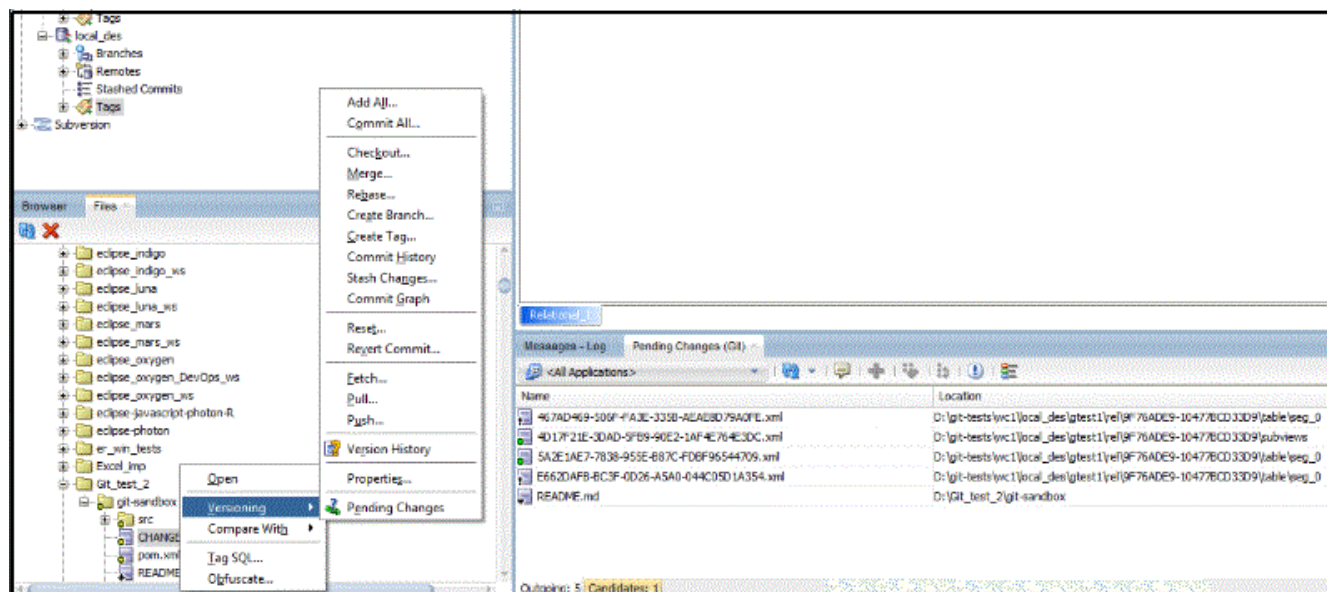 Tags
local_des
Branches
Remotes
Stashed Commits
Tags
Subversion
Browser
Files
eclipse_indigo
eclipse_indigo_ws
eclipse_juna
eclipse_luna_ws
eclipse_mars
eclipse_mars_ws
eclipse_oxygen
eclipse_oxygen_DevOps_ws
eclipse_oxygen_ws
eclipse-javascript-photon-R
eclipse-photon
er_win_tests
Excel_imp
Git_test_2
git-sandbox
src
CHANGE
pom.xml
README
Open
Versioning
Compare With
Tag SQL...
Obfuscate...
Add All...
Commit All...
Checkout...
Merge...
Rebase...
Create Branch...
Create Tag...
Commit History
Stash Changes...
Commit Graph
Reset...
Revert Commit...
Fetch...
Pull...
Push...
Version History
Properties...
Pending Changes
Messages - Log
Pending Changes (Git)
<All Applications>
Name Location
README.md D:\Git_test_2\git-sandbox
Outgoing: 5 Candidates: 1